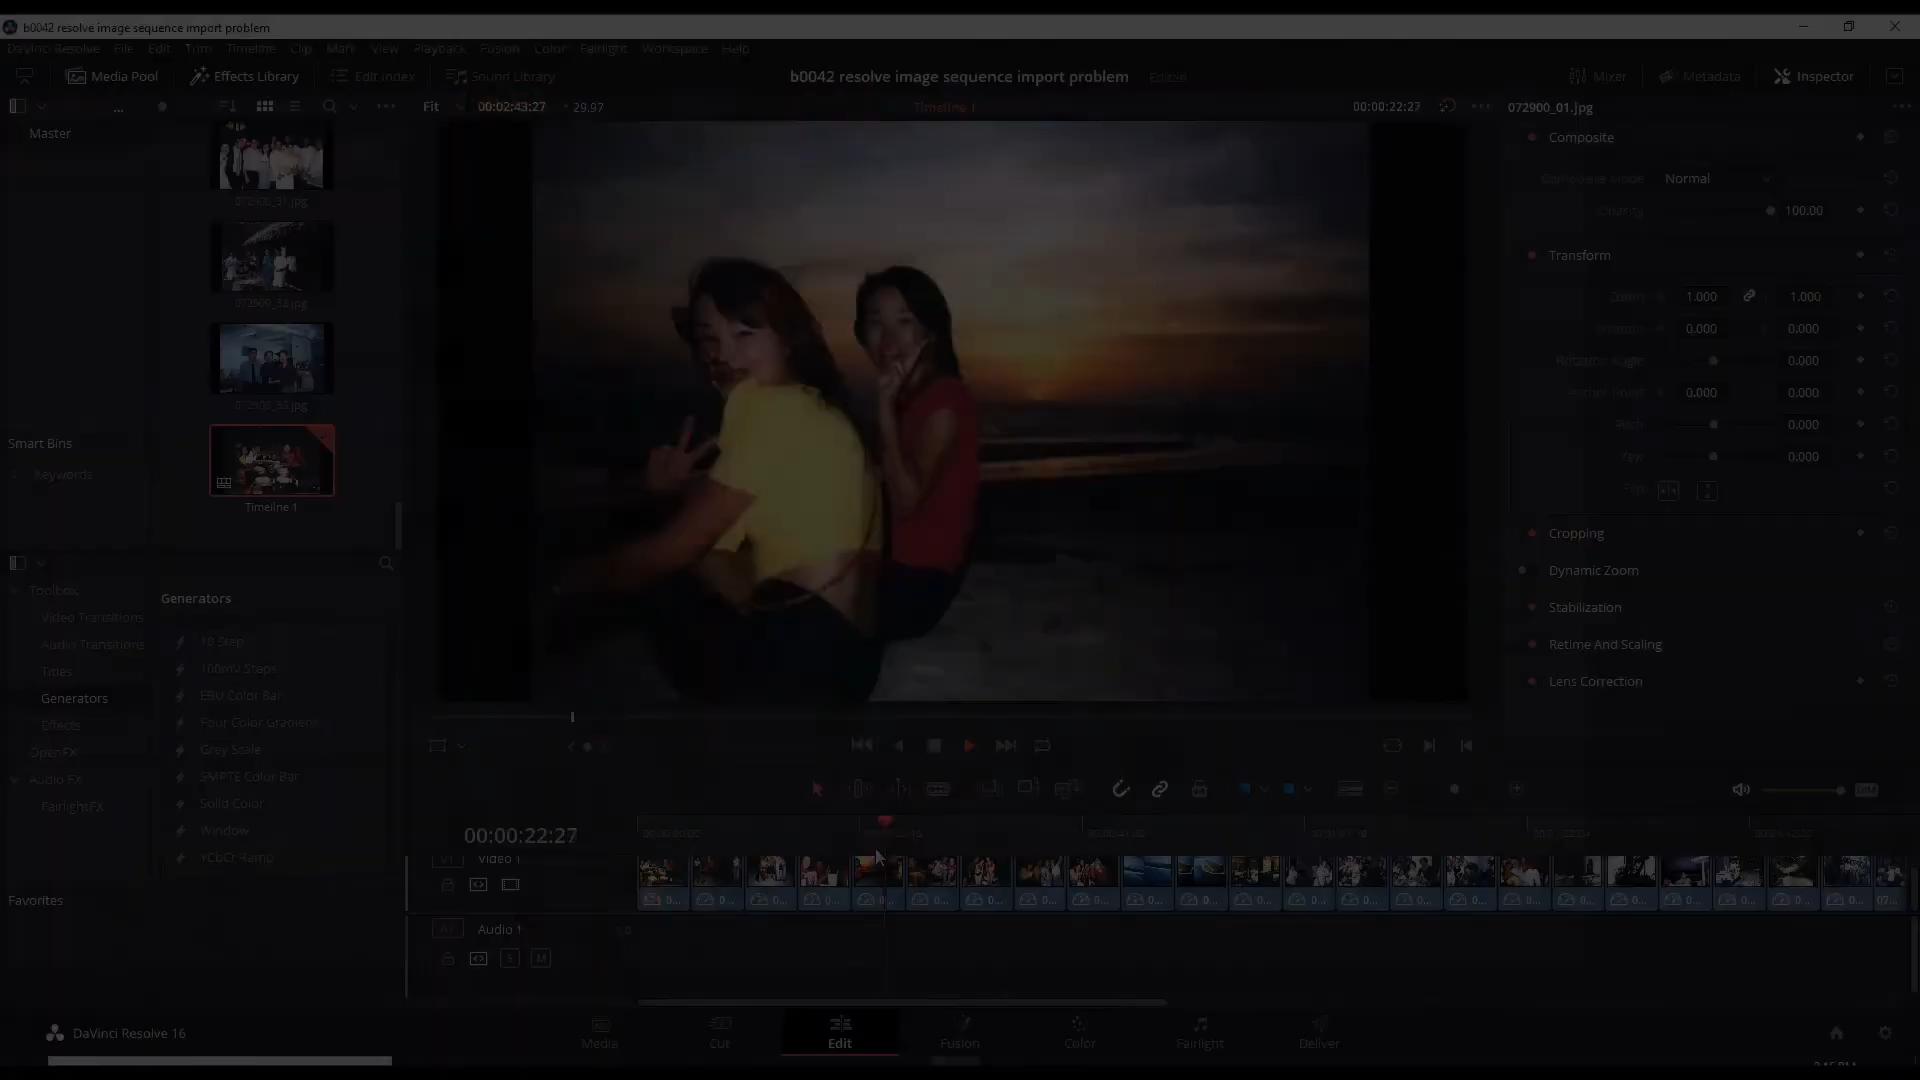 b0042 resolve image sequence import problem
DaVinci Resolve File Edit Trim Timeline Clip Mark View Playback Fusion Color Fairlight Workspace Help
Media Pool Effects Library Edit Index Sound Library b0042 resolve image sequence import problem Edited Mixer Metadata Inspector
Fit 00:02:43:27 29.97 Timeline 1 00:00:22:27 072900_01.jpg
Master
072900_31.jpg
072900_32.jpg
072900_33.jpg
Timeline 1
Smart Bins
Keywords
Composite
Composite Mode Normal
Opacity 100.00
Transform
Zoom 1.000 1.000
Position 0.000 0.000
Rotation Angle 0.000
Anchor Point 0.000 0.000
Pitch 0.000
Yaw 0.000
Flip
Cropping
Dynamic Zoom
Stabilization
Retime And Scaling
Lens Correction
Toolbox
Video Transitions
Audio Transitions
Titles
Generators
Effects
OpenFX
Audio FX
FairlightFX
Favorites
Generators
10 Step
100mV Steps
EBU Color Bar
Four Color Gradient
Grey Scale
SMPTE Color Bar
Solid Color
Window
YCbCr Ramp
00:00:22:27
00:00:00:00
V1 Video 1
A1 Audio 1
S M
DaVinci Resolve 16
Media Cut Edit Fusion Color Fairlight Deliver